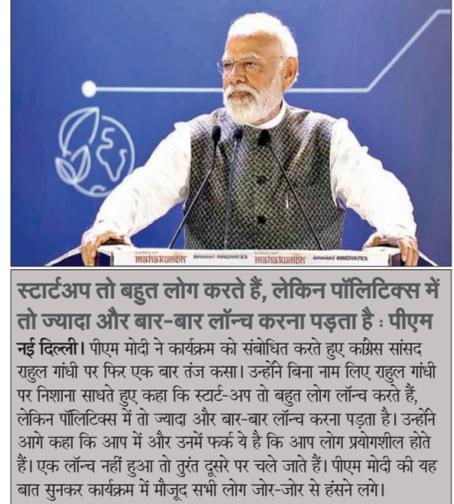 mahakumbh BHARAT INNOVATES mahakumbh BHARAT INNOVATES
स्टार्टअप तो बहुत लोग करते हैं, लेकिन पॉलिटिक्स में
तो ज्यादा और बार-बार लॉन्च करना पड़ता है : पीएम
नई दिल्ली। पीएम मोदी ने कार्यक्रम को संबोधित करते हुए कांग्रेस सांसद
राहुल गांधी पर फिर एक बार तंज कसा। उन्होंने बिना नाम लिए राहुल गांधी
पर निशाना साधते हुए कहा कि स्टार्ट-अप तो बहुत लोग लॉन्च करते हैं,
लेकिन पॉलिटिक्स में तो ज्यादा और बार-बार लॉन्च करना पड़ता है। उन्होंने
आगे कहा कि आप में और उनमें फर्क ये है कि आप लोग प्रयोगशील होते
हैं। एक लॉन्च नहीं हुआ तो तुरंत दूसरे पर चले जाते हैं। पीएम मोदी की यह
बात सुनकर कार्यक्रम में मौजूद सभी लोग जोर-जोर से हंसने लगे।